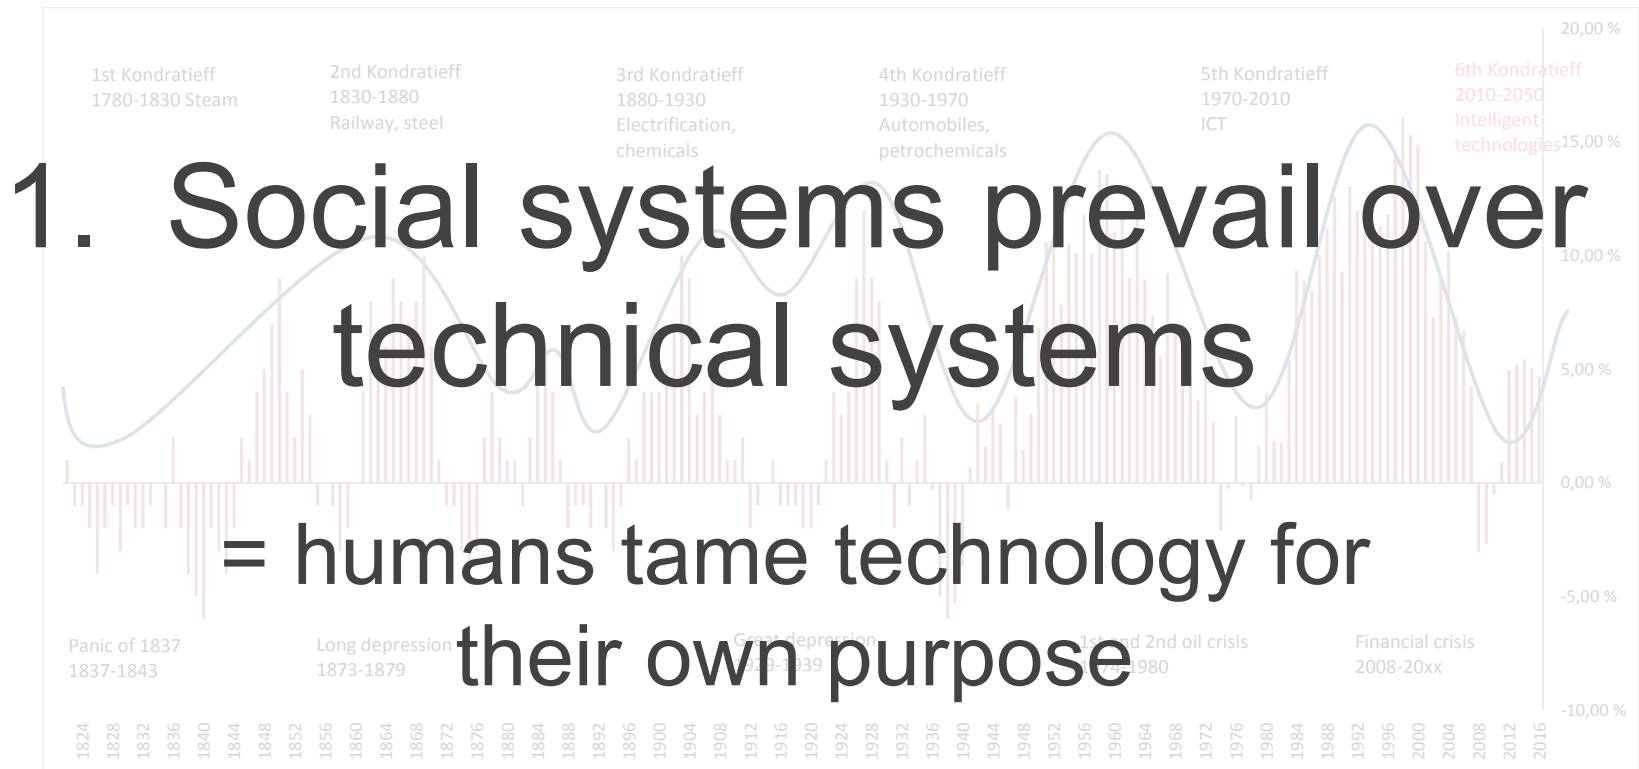 20,00 %
1st Kondratieff
1780-1830 Steam
2nd Kondratieff
1830-1880
Railway, steel
3rd Kondratieff
1880-1930
Electrification,
chemicals
4th Kondratieff
1930-1970
Automobiles,
petrochemicals
5th Kondratieff
1970-2010
ICT
6th Kondratieff
2010-2050
Intelligent
technologies
15,00 %
1. Social systems prevail over
technical systems
10,00 %
5,00 %
0,00 %
= humans tame technology for
their own purpose
-5,00 %
Panic of 1837
1837-1843
Long depression
1873-1879
Great depression
1929-1939
1st and 2nd oil crisis
1974-1980
Financial crisis
2008-20xx
-10,00 %
1824 1828 1832 1836 1840 1844 1848 1852 1856 1860 1864 1868 1872 1876 1880 1884 1888 1892 1896 1900 1904 1908 1912 1916 1920 1924 1928 1932 1936 1940 1944 1948 1952 1956 1960 1964 1968 1972 1976 1980 1984 1988 1992 1996 2000 2004 2008 2012 2016